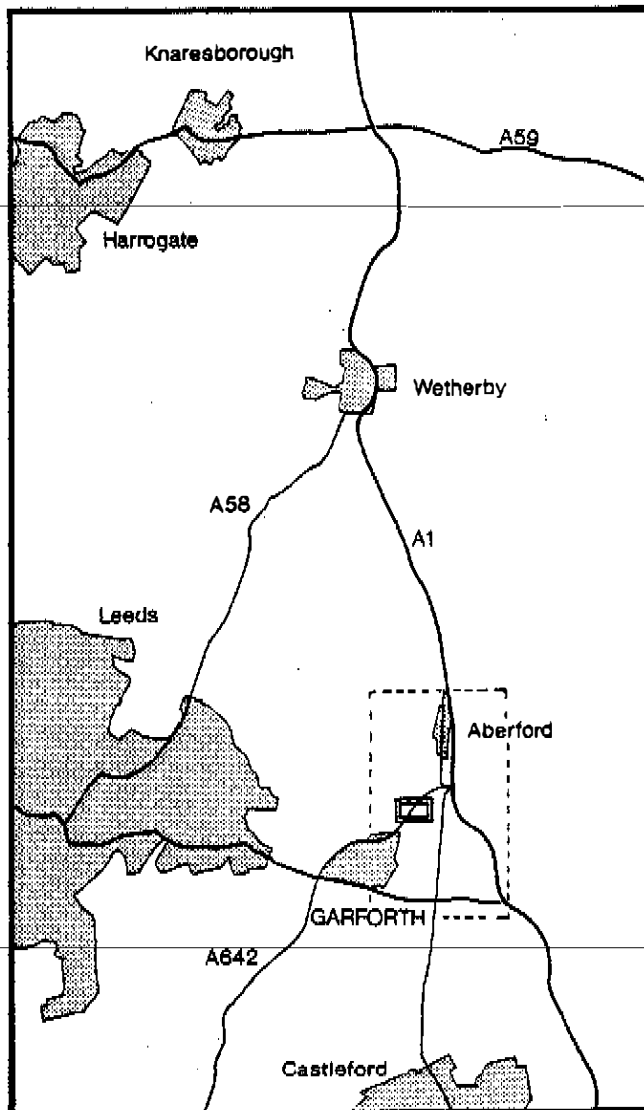 Knaresborough
A59
Harrogate
Wetherby
A58
A1
Leeds
Aberford
GARFORTH
A642
Castleford